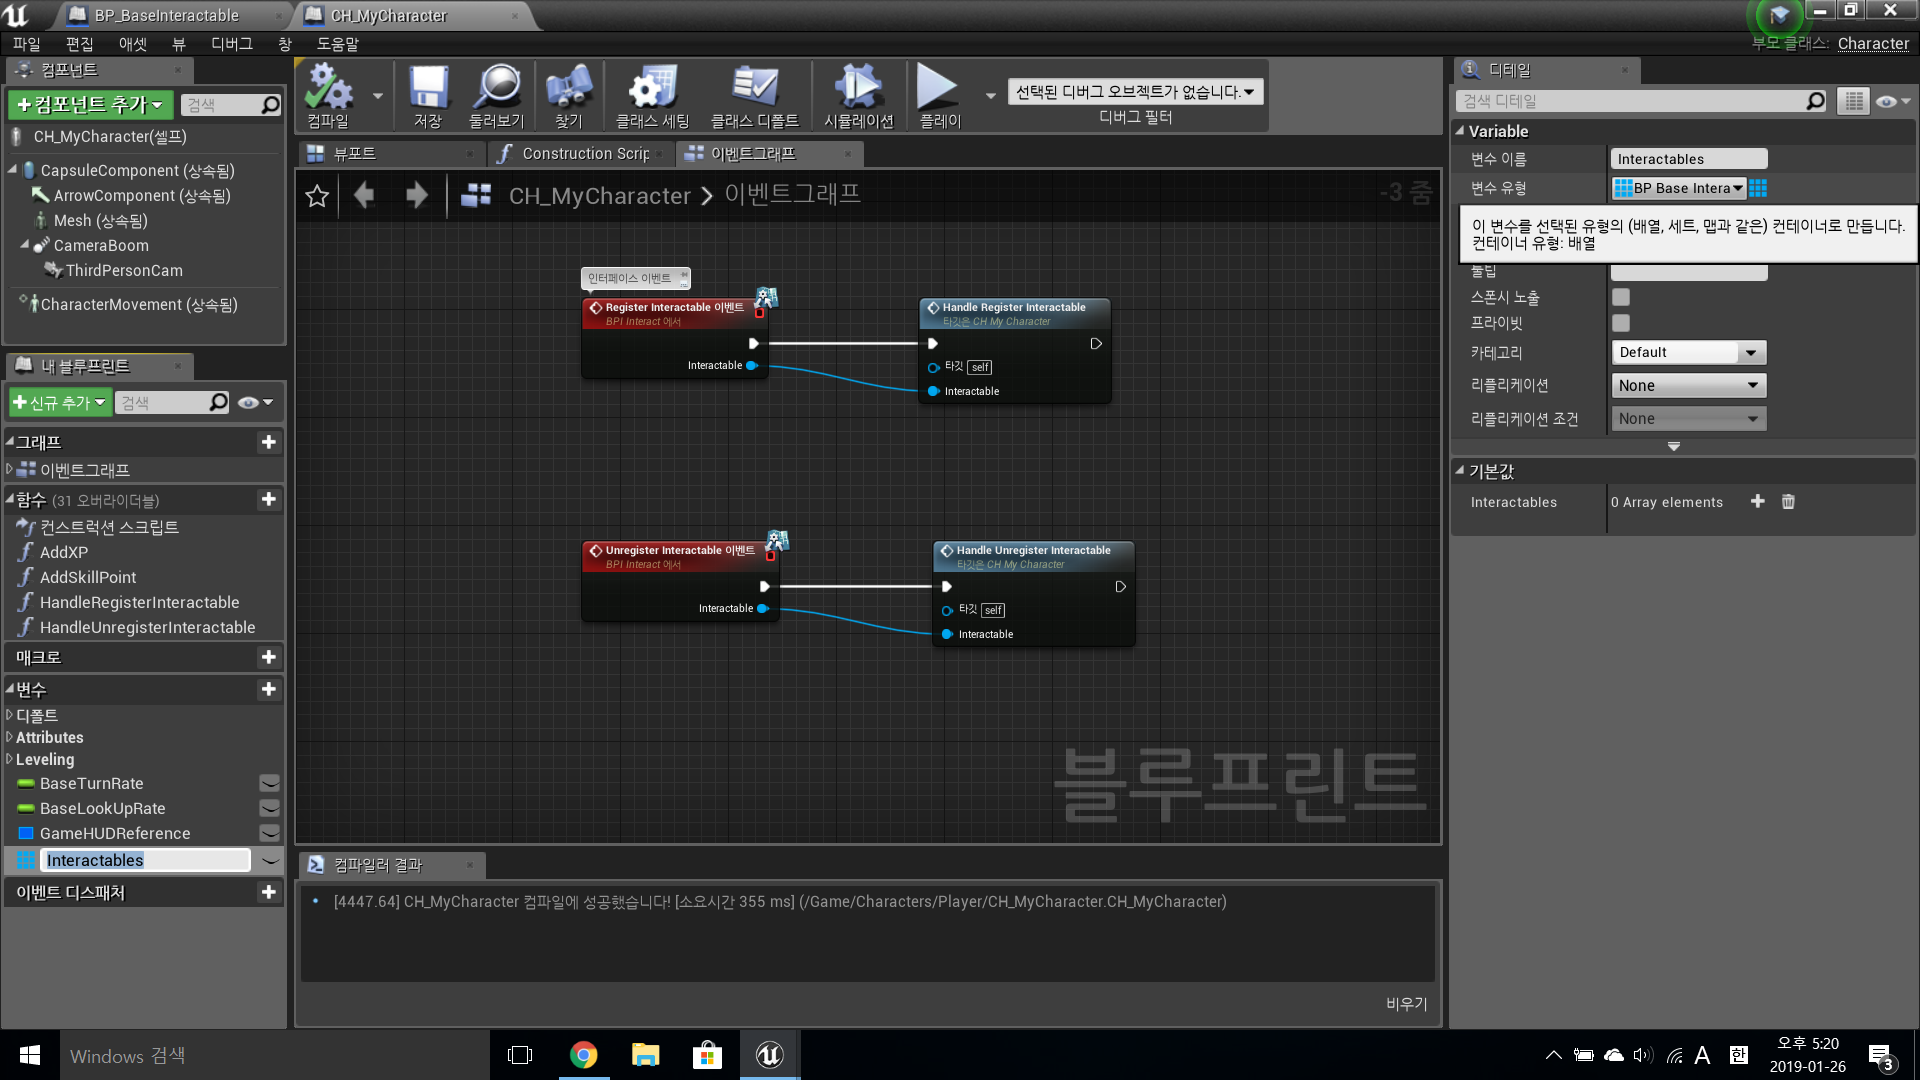 BP_BaseInteractable
CH_MyCharacter
파일 편집 애셋 뷰 디버그 창 도움말
부모 클래스: Character
컴포넌트
+컴포넌트 추가
검색
CH_MyCharacter(셀프)
CapsuleComponent (상속됨)
ArrowComponent (상속됨)
Mesh (상속됨)
CameraBoom
ThirdPersonCam
CharacterMovement (상속됨)
내 블루프린트
+신규 추가
검색
그래프
이벤트그래프
함수 (31 오버라이더블)
컨스트럭션 스크립트
AddXP
AddSkillPoint
HandleRegisterInteractable
HandleUnregisterInteractable
매크로
변수
디폴트
Attributes
Leveling
BaseTurnRate
BaseLookUpRate
GameHUDReference
Interactables
이벤트 디스패처
컴파일
저장
둘러보기
찾기
클래스 세팅
클래스 디폴트
시뮬레이션
플레이
선택된 디버그 오브젝트가 없습니다.
디버그 필터
뷰포트
Construction Scrip
이벤트그래프
CH_MyCharacter > 이벤트그래프
-3 줌
인터페이스 이벤트
Register Interactable 이벤트
BPI Interact 에서
Interactable
Handle Register Interactable
타깃은 CH My Character
타깃 self
Interactable
Unregister Interactable 이벤트
BPI Interact 에서
Interactable
Handle Unregister Interactable
타깃은 CH My Character
타깃 self
Interactable
블루프린트
컴파일러 결과
[4447.64] CH_MyCharacter 컴파일에 성공했습니다! [소요시간 355 ms] (/Game/Characters/Player/CH_MyCharacter.CH_MyCharacter)
비우기
디테일
검색 디테일
Variable
변수 이름
Interactables
변수 유형
BP Base Intera
이 변수를 선택된 유형의 (배열, 세트, 맵과 같은) 컨테이너로 만듭니다.
컨테이너 유형: 배열
툴팁
스폰시 노출
프라이빗
카테고리
Default
리플리케이션
None
리플리케이션 조건
None
기본값
Interactables
0 Array elements
Windows 검색
A
한
오후 5:20
2019-01-26
3